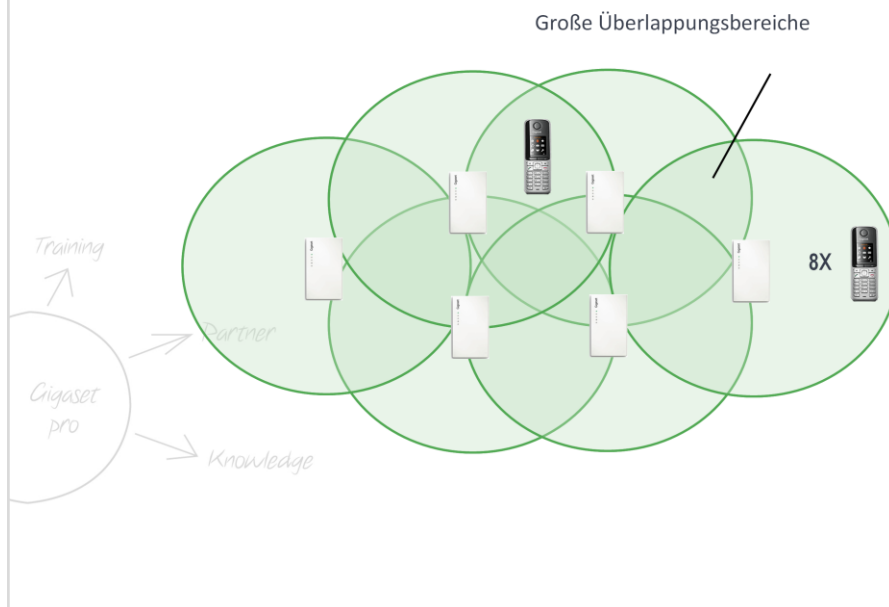 Große Überlappungsbereiche
8X
Training
Partner
Gigaset
pro
Knowledge